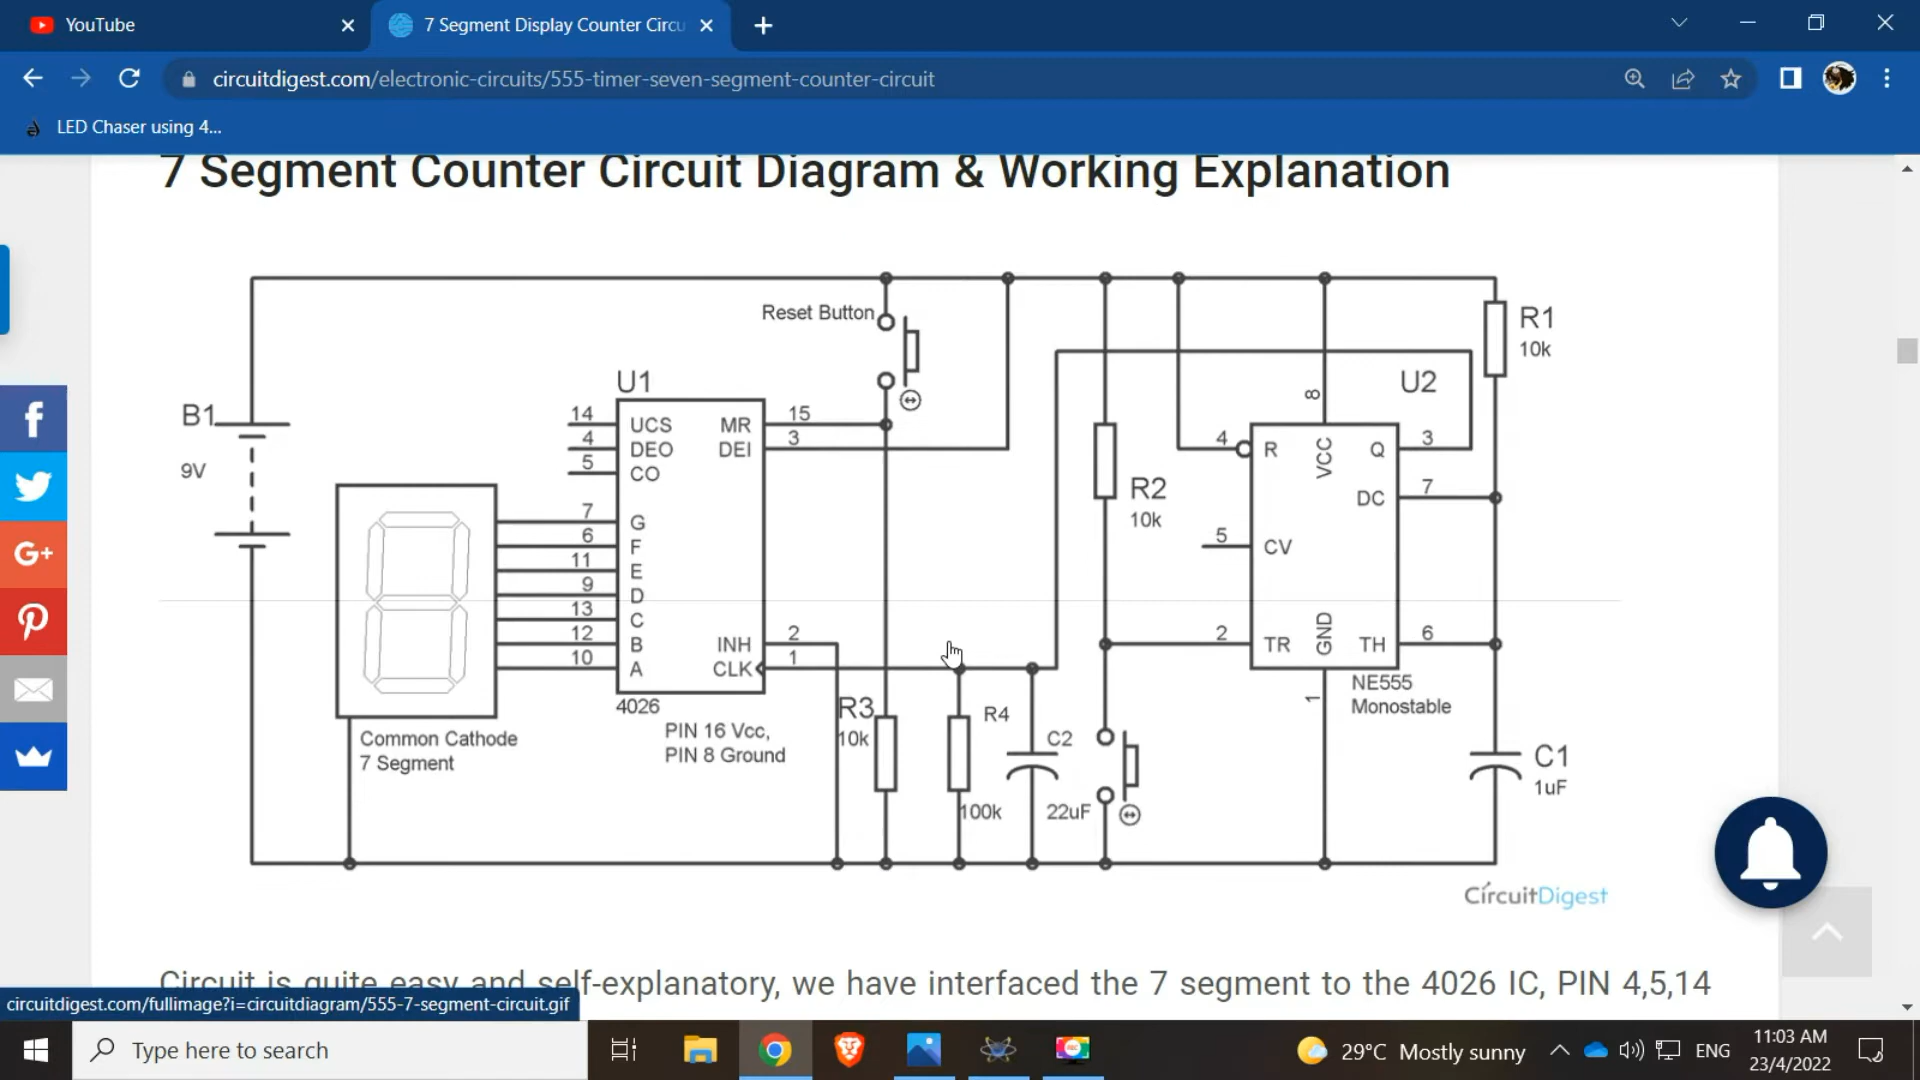 YouTube
7 Segment Display Counter Circu
circuitdigest.com/electronic-circuits/555-timer-seven-segment-counter-circuit
LED Chaser using 4...
7 Segment Counter Circuit Diagram & Working Explanation
Reset Button
R1
10k
U1
U2
B1
9V
14 UCS
4 DEO
5 CO
7 G
6 F
11 E
9 D
13 C
12 B
10 A
MR 15
DEI 3
INH 2
CLK 1
4026
PIN 16 Vcc,
PIN 8 Ground
Common Cathode
7 Segment
R3
10k
R4
100k
C2
22uF
R2
10k
8
VCC
4 R
Q 3
DC 7
5 CV
2 TR
GND
TH 6
1
NE555
Monostable
C1
1uF
CircuitDigest
Circuit is quite easy and self-explanatory, we have interfaced the 7 segment to the 4026 IC, PIN 4,5,14
circuitdigest.com/fullimage?i=circuitdiagram/555-7-segment-circuit.gif
Type here to search
29°C Mostly sunny
ENG
11:03 AM
23/4/2022